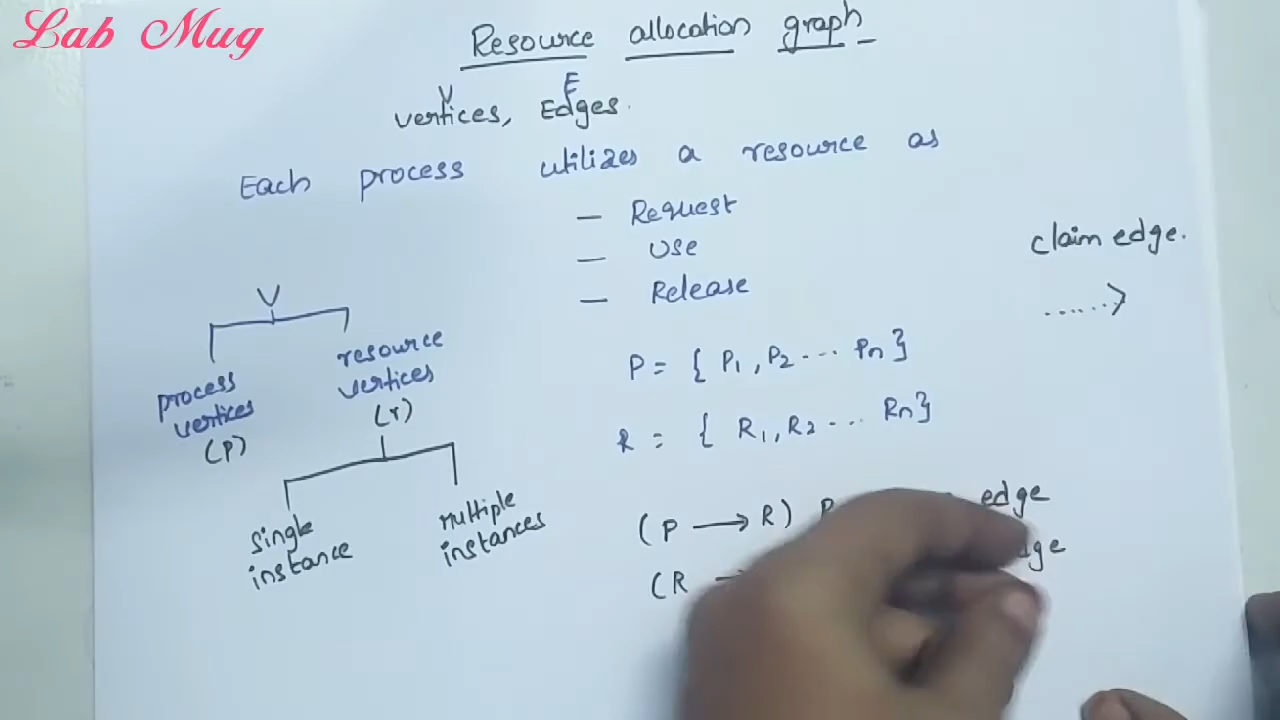 Lab Mug
Resource allocation graph
V E
vertices, Edges.
Each process utilizes a resource as
— Request
— Use
— Release
claim edge.
......>
V
process vertices (P)
resource vertices (r)
single instance
Multiple instances
P = { P1, P2 ... Pn }
R = { R1, R2 ... Rn }
(P → R) edge
(R